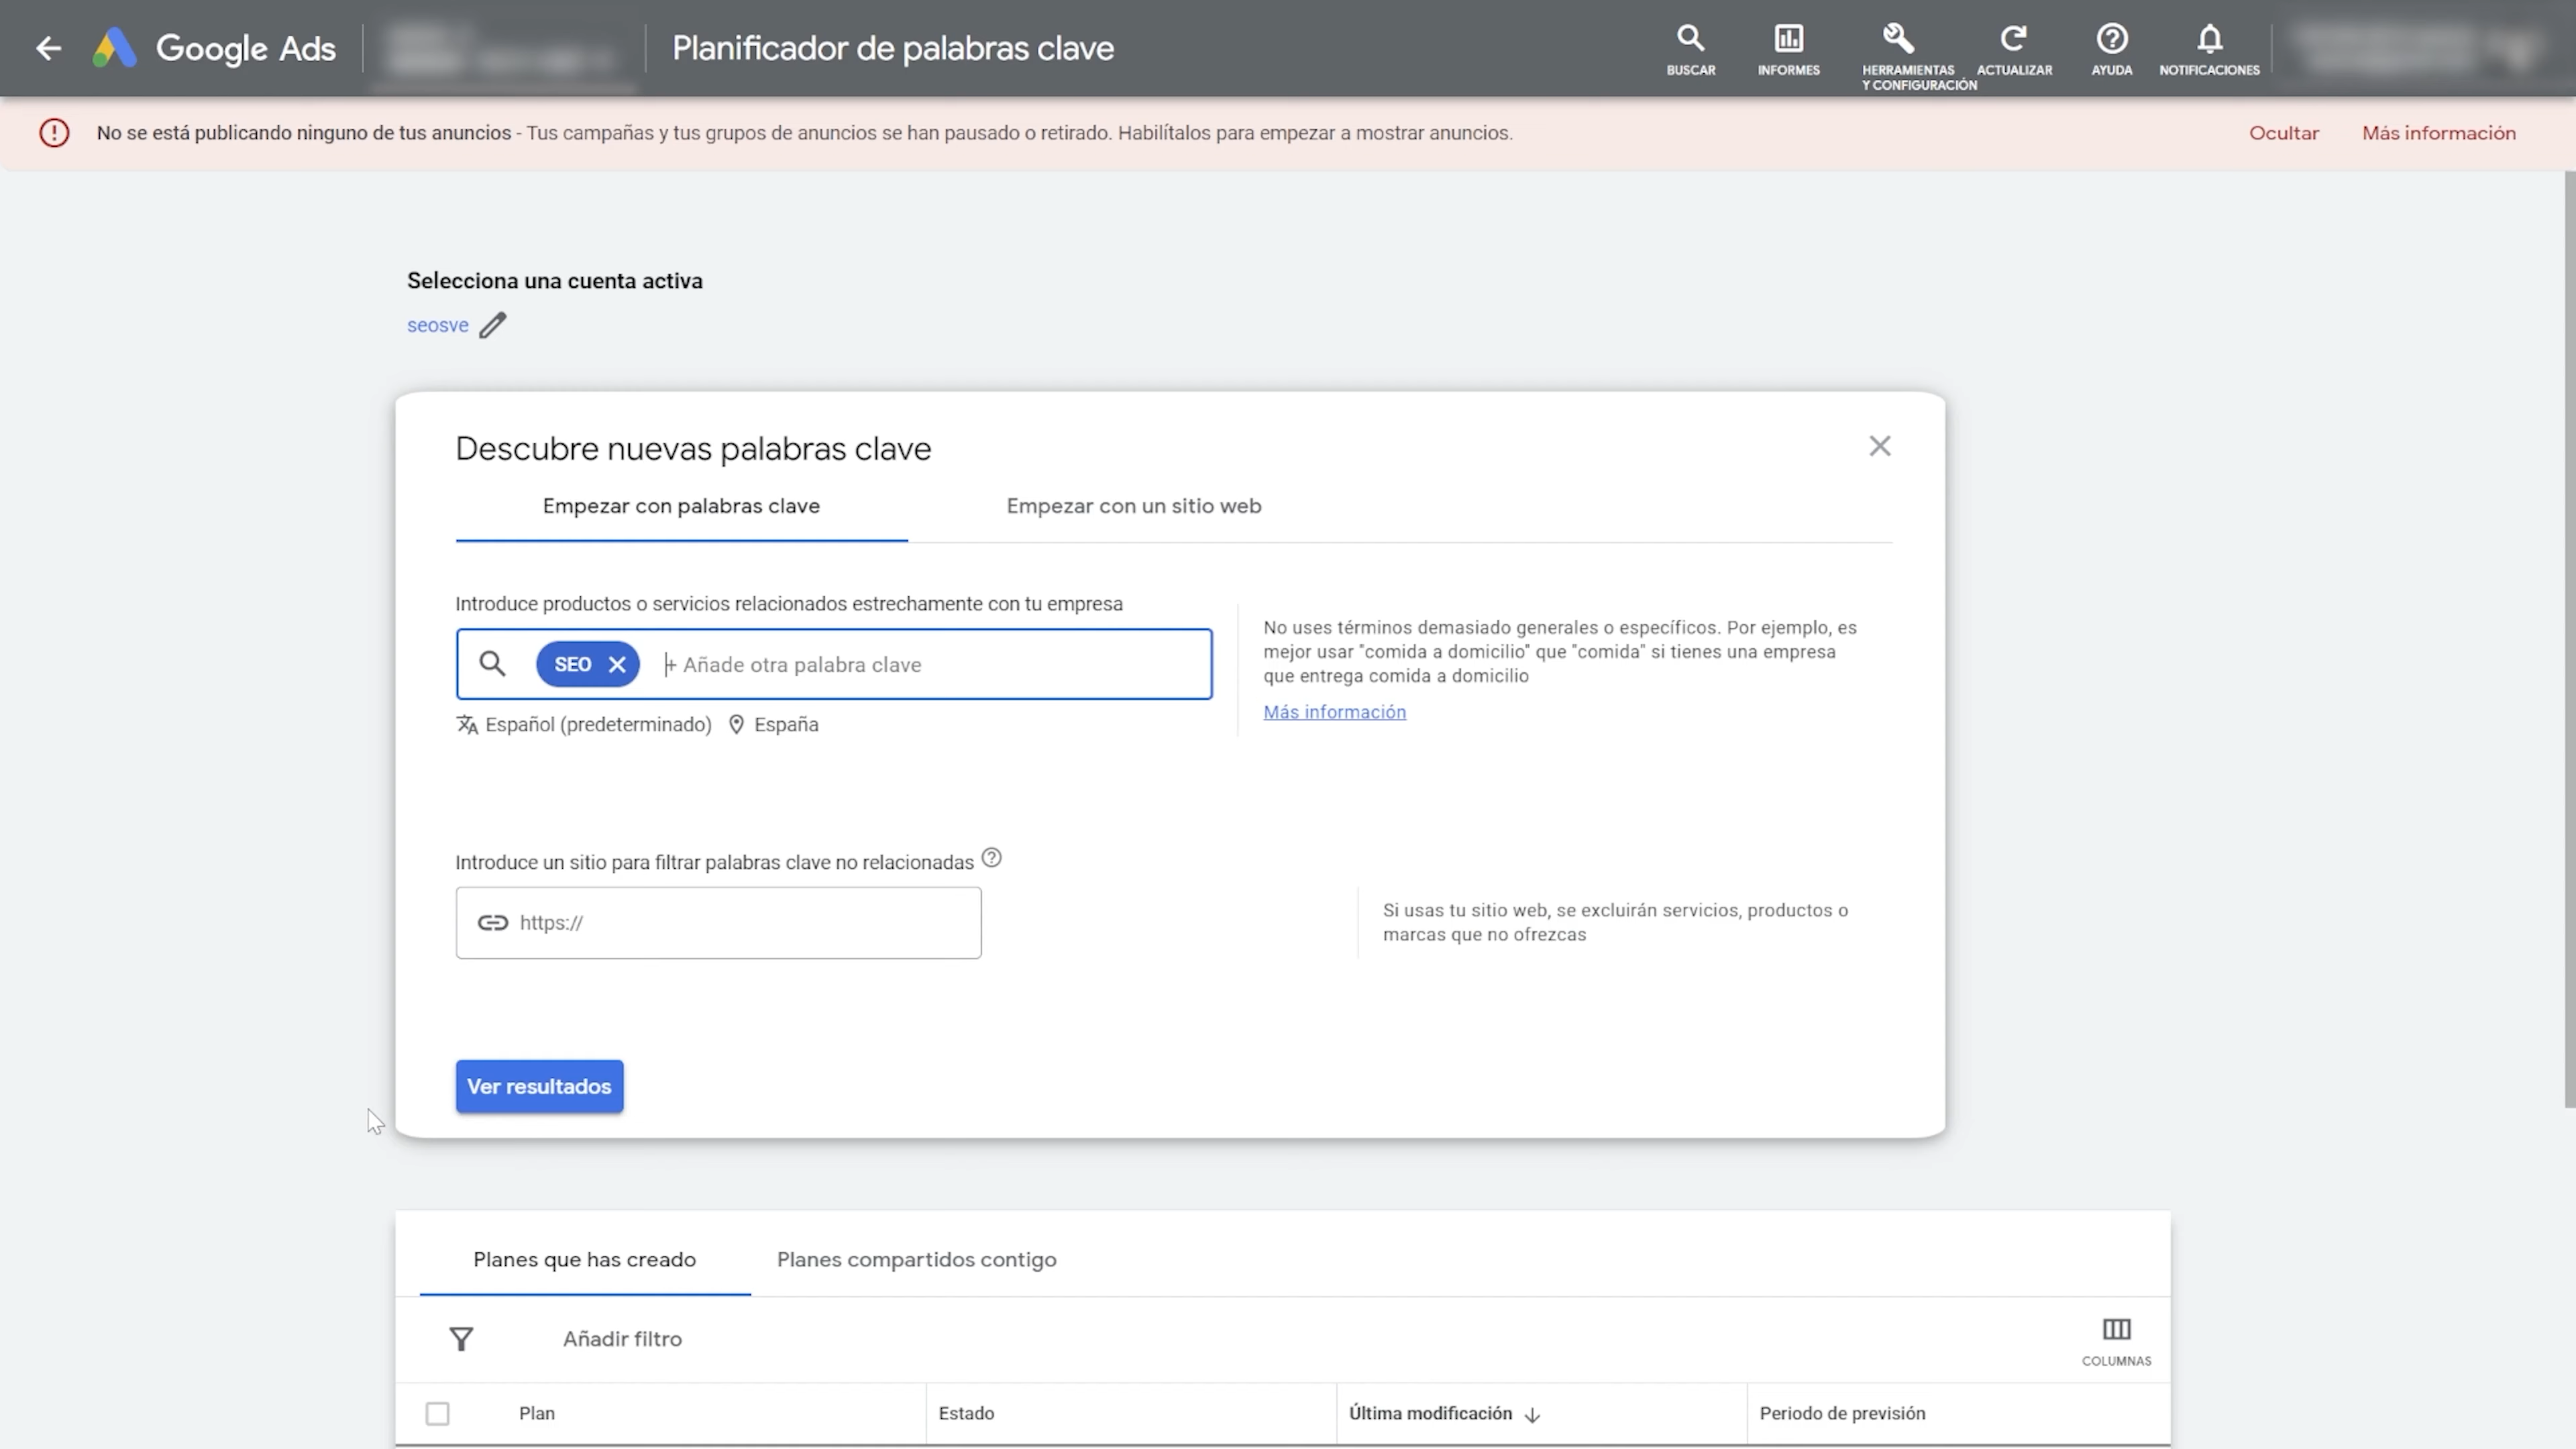 Google Ads
Planificador de palabras clave
BUSCAR
INFORMES
HERRAMIENTAS
Y CONFIGURACIÓN
ACTUALIZAR
AYUDA
NOTIFICACIONES
No se está publicando ninguno de tus anuncios - Tus campañas y tus grupos de anuncios se han pausado o retirado. Habilítalos para empezar a mostrar anuncios.
Ocultar
Más información
Selecciona una cuenta activa
seosve
Descubre nuevas palabras clave
Empezar con palabras clave
Empezar con un sitio web
Introduce productos o servicios relacionados estrechamente con tu empresa
SEO
+ Añade otra palabra clave
Español (predeterminado)
España
No uses términos demasiado generales o específicos. Por ejemplo, es
mejor usar "comida a domicilio" que "comida" si tienes una empresa
que entrega comida a domicilio
Más información
Introduce un sitio para filtrar palabras clave no relacionadas
https://
Si usas tu sitio web, se excluirán servicios, productos o
marcas que no ofrezcas
Ver resultados
Planes que has creado
Planes compartidos contigo
Añadir filtro
COLUMNAS
Plan
Estado
Última modificación
Periodo de previsión